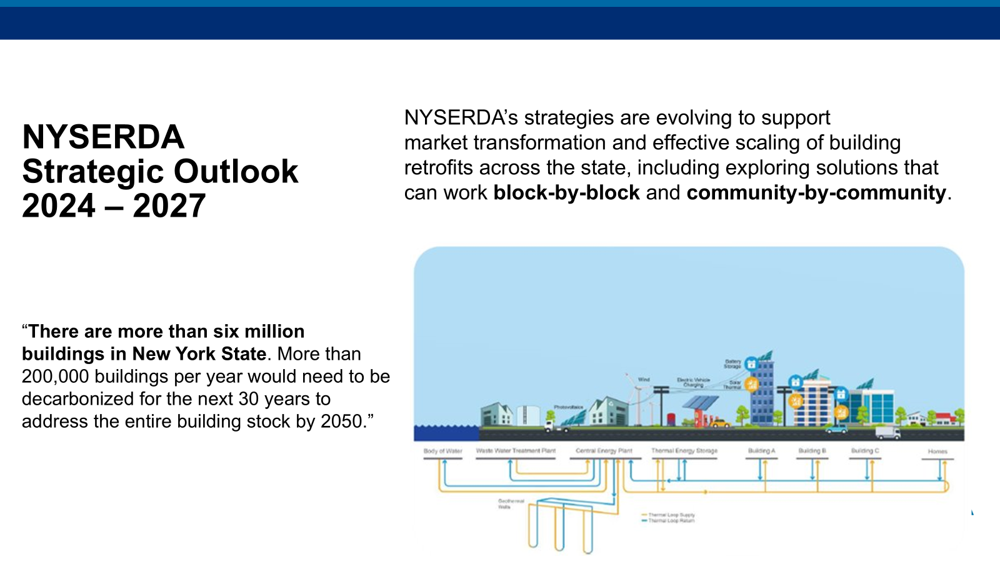 NYSERDA
Strategic Outlook
2024 – 2027
“There are more than six million
buildings in New York State. More than
200,000 buildings per year would need to be
decarbonized for the next 30 years to
address the entire building stock by 2050.”
NYSERDA’s strategies are evolving to support
market transformation and effective scaling of building
retrofits across the state, including exploring solutions that
can work block-by-block and community-by-community.
Battery
Storage
Wind
Electric Vehicle
Charging
Solar
Thermal
Photovoltaics
Body of Water
Waste Water Treatment Plant
Central Energy Plant
Thermal Energy Storage
Building A
Building B
Building C
Homes
Geothermal
Wells
Thermal Loop Supply
Thermal Loop Return